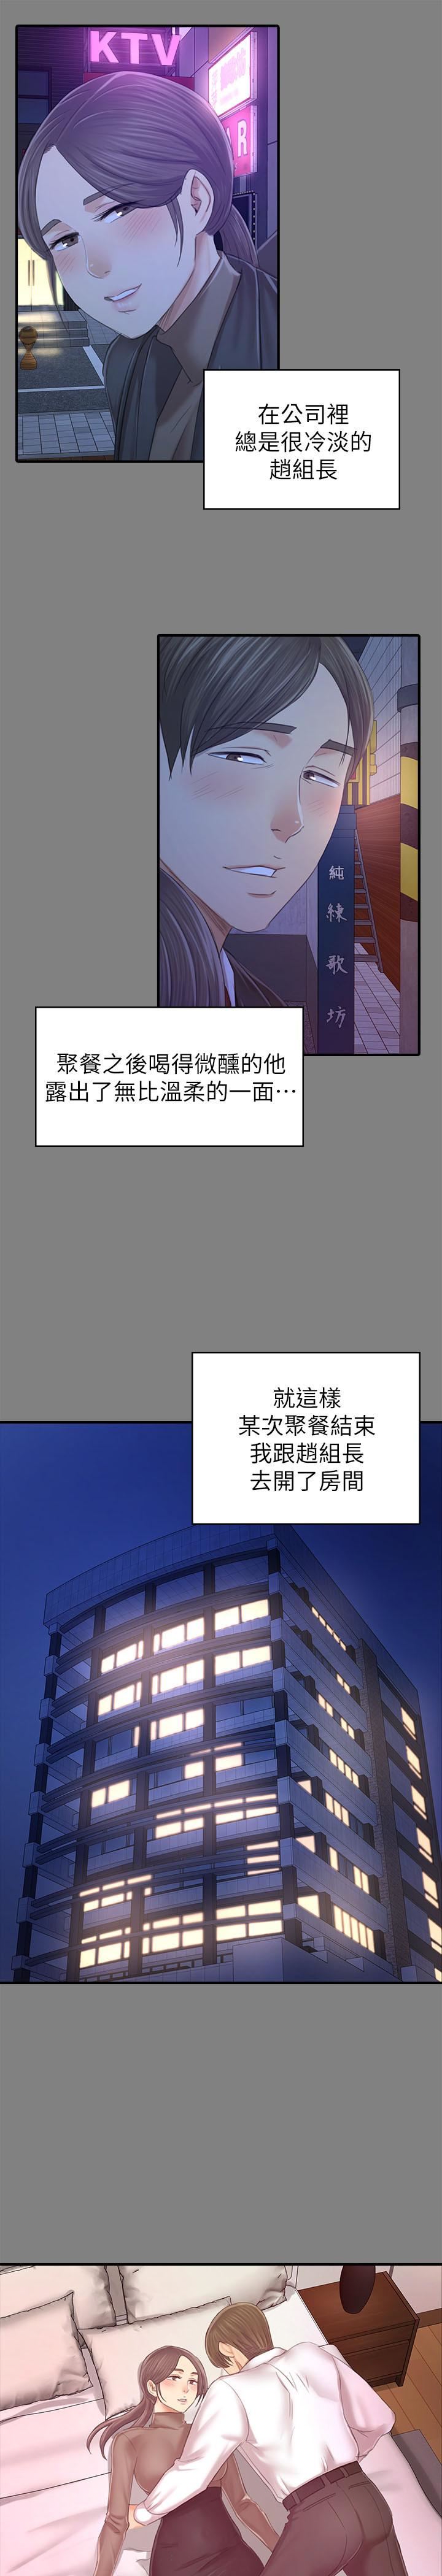 KTV
AR
在公司裡
總是很冷淡的
趙組長
純練歌坊
聚餐之後喝得微醺的他
露出了無比溫柔的一面⋯
就這樣
某次聚餐結束
我跟趙組長
去開了房間